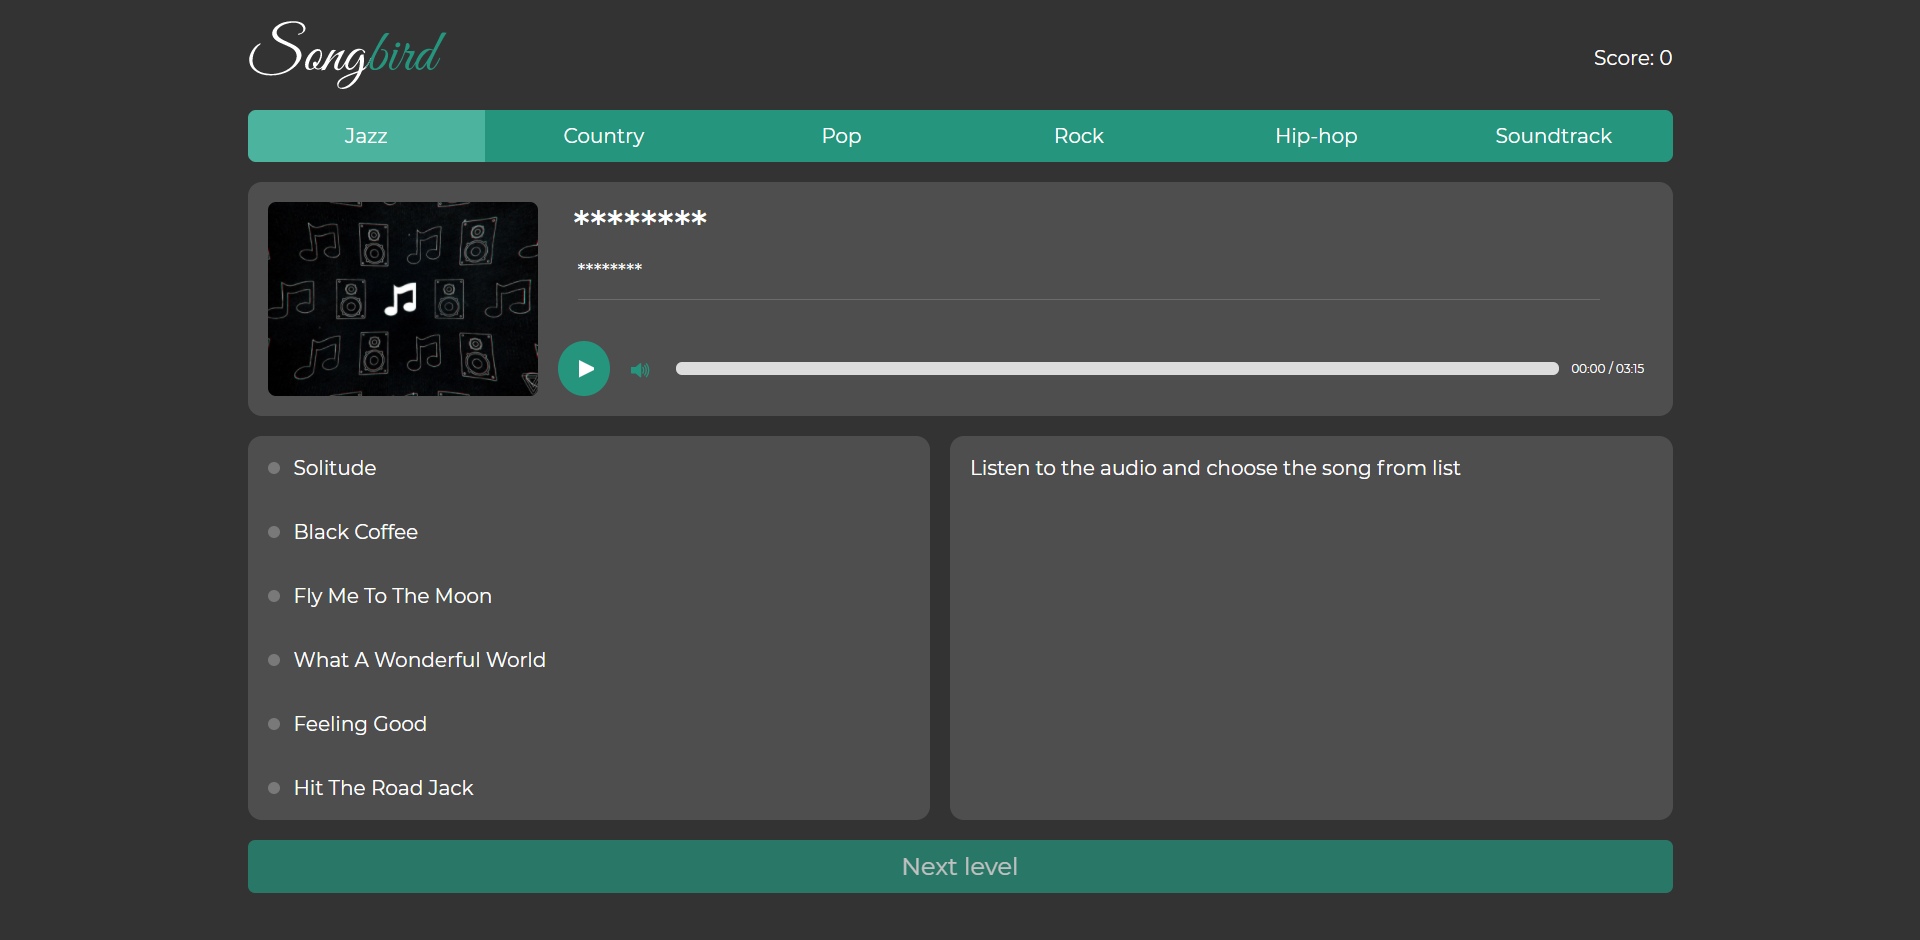 Songbird
Score: 0
Jazz Country Pop Rock Hip-hop Soundtrack
********
********
00:00 / 03:15
Solitude
Black Coffee
Fly Me To The Moon
What A Wonderful World
Feeling Good
Hit The Road Jack
Listen to the audio and choose the song from list
Next level